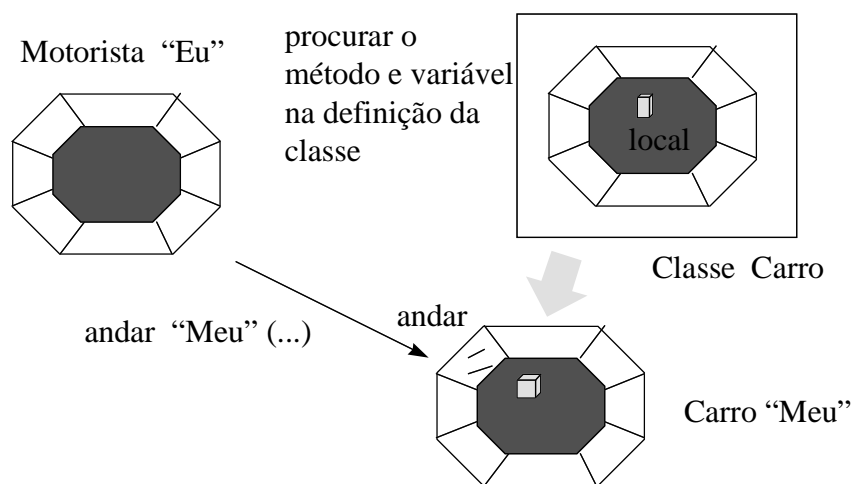 Motorista “Eu”
procurar o
método e variável
na definição da
classe
local
Classe Carro
andar “Meu” (...)
andar
Carro “Meu”